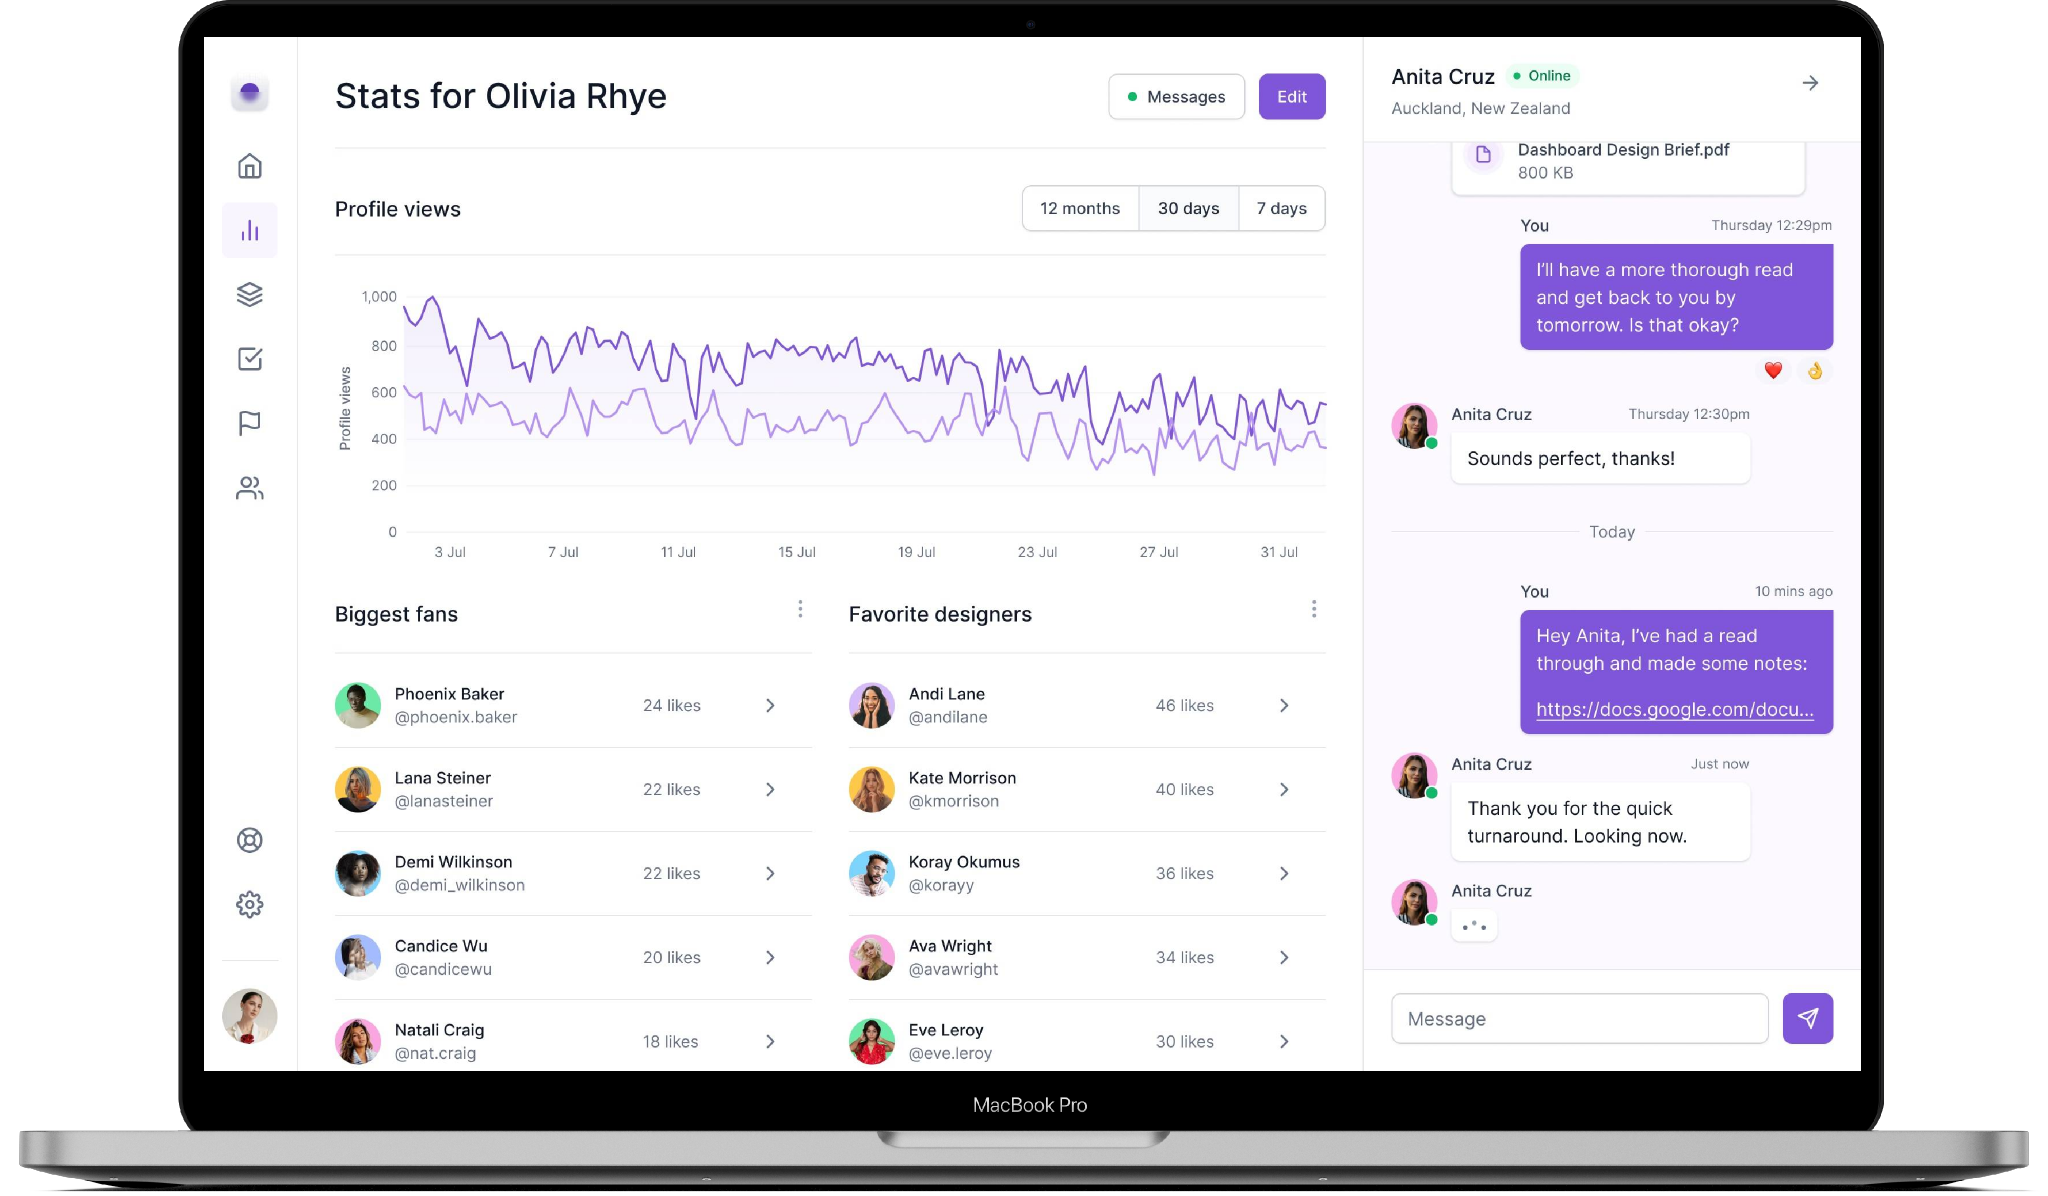 Stats for Olivia Rhye
Messages
Edit
Profile views
12 months
30 days
7 days
Profile views
1,000
800
600
400
200
0
3 Jul
7 Jul
11 Jul
15 Jul
19 Jul
23 Jul
27 Jul
31 Jul
Biggest fans
Phoenix Baker
@phoenix.baker
24 likes
Lana Steiner
@lanasteiner
22 likes
Demi Wilkinson
@demi_wilkinson
22 likes
Candice Wu
@candicewu
20 likes
Natali Craig
@nat.craig
18 likes
Favorite designers
Andi Lane
@andilane
46 likes
Kate Morrison
@kmorrison
40 likes
Koray Okumus
@korayy
36 likes
Ava Wright
@avawright
34 likes
Eve Leroy
@eve.leroy
30 likes
Anita Cruz
Online
Auckland, New Zealand
Dashboard Design Brief.pdf
800 KB
You
Thursday 12:29pm
I’ll have a more thorough read
and get back to you by
tomorrow. Is that okay?
Anita Cruz
Thursday 12:30pm
Sounds perfect, thanks!
Today
You
10 mins ago
Hey Anita, I’ve had a read
through and made some notes:
https://docs.google.com/docu...
Anita Cruz
Just now
Thank you for the quick
turnaround. Looking now.
Anita Cruz
Message
MacBook Pro